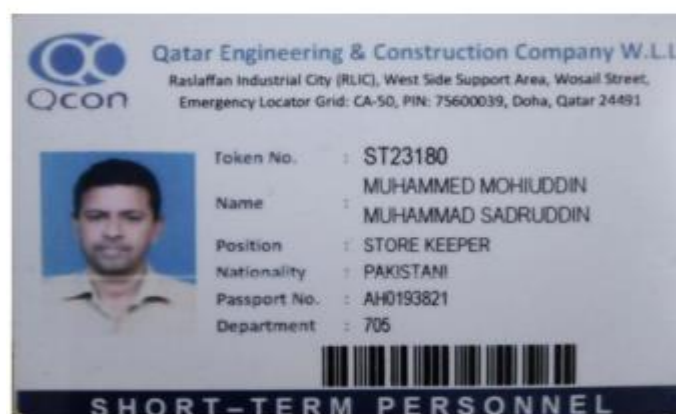 Qcon
Qatar Engineering & Construction Company W.L.L
Raslaffan Industrial City (RLIC), West Side Support Area, Wosail Street,
Emergency Locator Grid: CA-50, PIN: 75600039, Doha, Qatar 24491
Token No. : ST23180
Name : MUHAMMED MOHIUDDIN
MUHAMMAD SADRUDDIN
Position : STORE KEEPER
Nationality : PAKISTANI
Passport No. : AH0193821
Department : 705
SHORT-TERM PERSONNEL